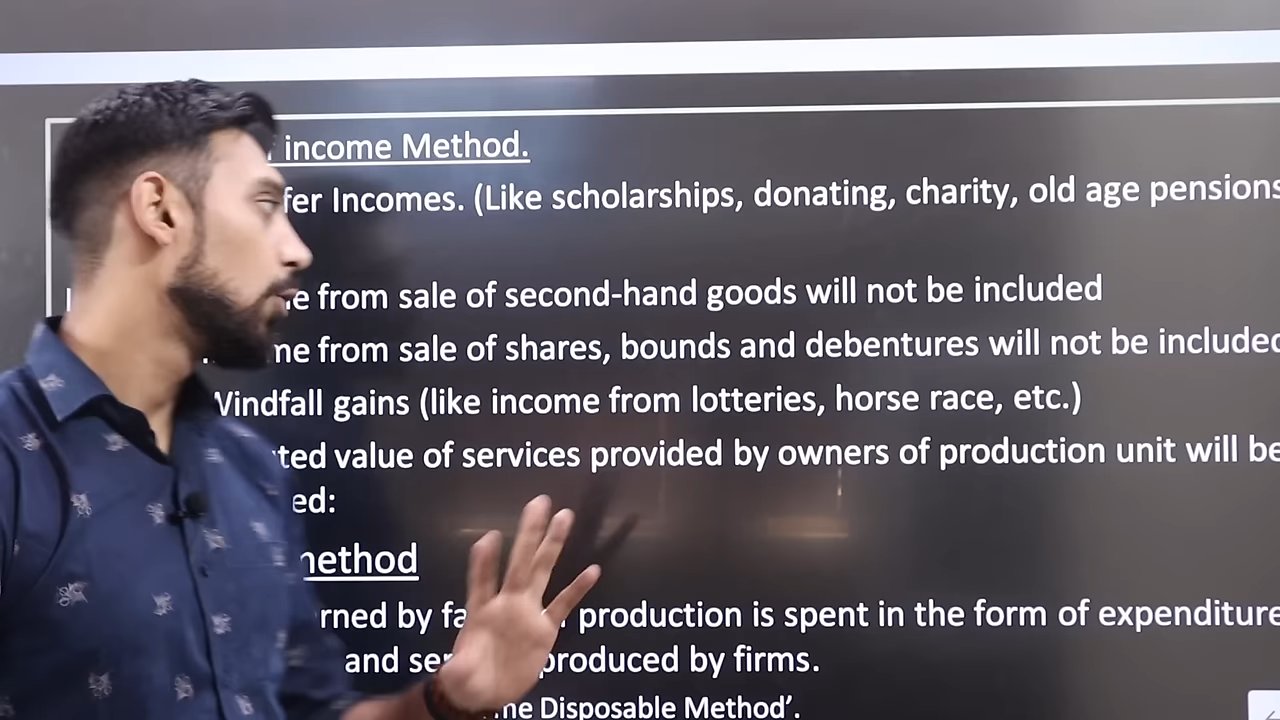 income Method.
fer Incomes. (Like scholarships, donating, charity, old age pensions
e from sale of second-hand goods will not be included
me from sale of shares, bounds and debentures will not be included
Windfall gains (like income from lotteries, horse race, etc.)
ted value of services provided by owners of production unit will be
ed:
method
rned by fa production is spent in the form of expenditure
and ser produced by firms.
me Disposable Method’.